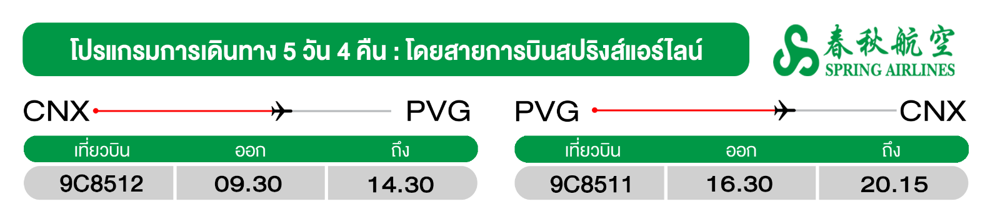 โปรแกรมการเดินทาง 5 วัน 4 คืน : โดยสายการบินสปริงส์แอร์ไลน์
春秋航空
SPRING AIRLINES
CNX PVG
เที่ยวบิน ออก ถึง
9C8512 09.30 14.30
PVG CNX
เที่ยวบิน ออก ถึง
9C8511 16.30 20.15